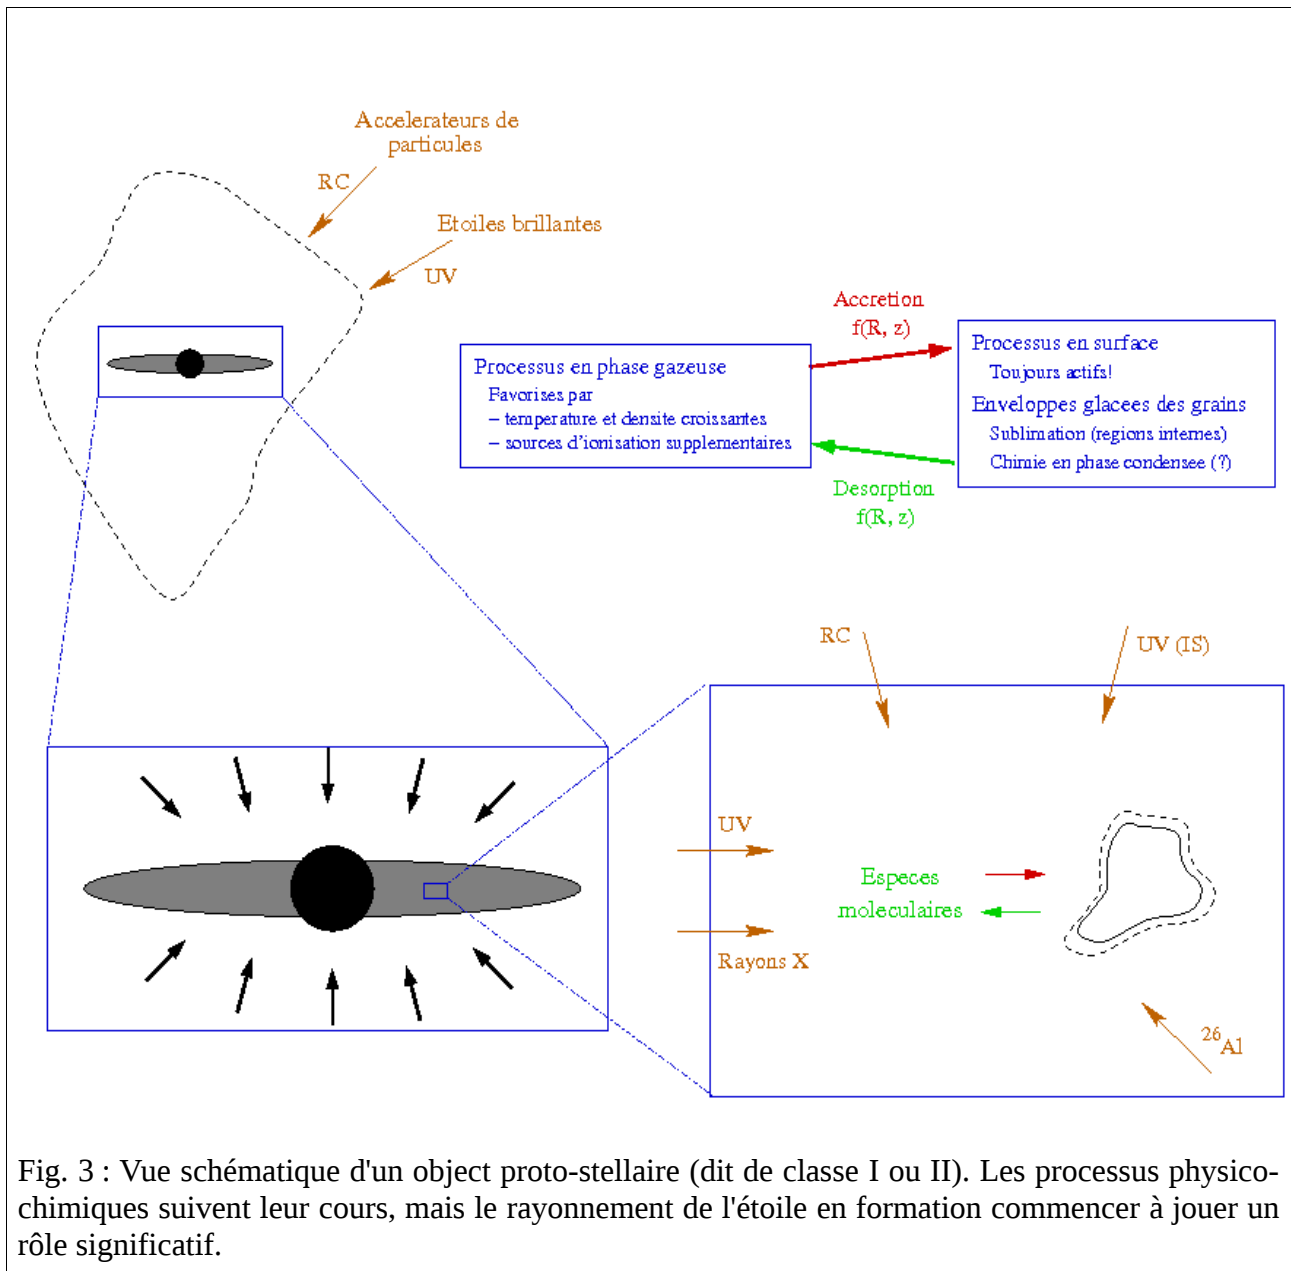 Accelerateurs de
particules
RC
Etoiles brillantes
UV
Accretion
f(R, z)
Processus en phase gazeuse
Favorises par
– temperature et densite croissantes
– sources d'ionisation supplementaires
Processus en surface
Toujours actifs!
Enveloppes glacees des grains
Sublimation (regions internes)
Chimie en phase condensee (?)
Desorption
f(R, z)
RC
UV (IS)
UV
Especes
moleculaires
Rayons X
26Al
Fig. 3 : Vue schématique d'un object proto-stellaire (dit de classe I ou II). Les processus physico-
chimiques suivent leur cours, mais le rayonnement de l'étoile en formation commencer à jouer un
rôle significatif.